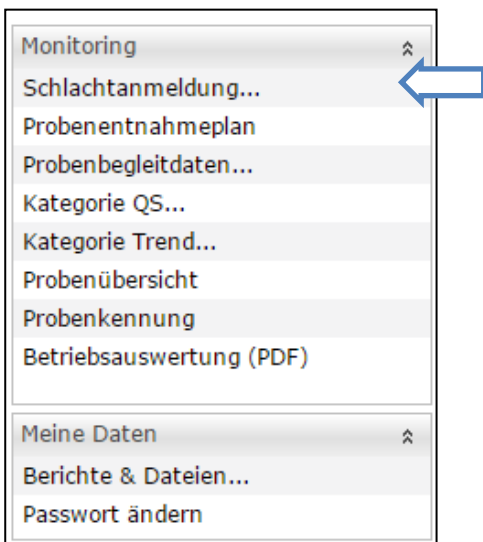 Monitoring
Schlachtanmeldung...
Probenentnahmeplan
Probenbegleitdaten...
Kategorie QS...
Kategorie Trend...
Probenübersicht
Probenkennung
Betriebsauswertung (PDF)
Meine Daten
Berichte & Dateien...
Passwort ändern